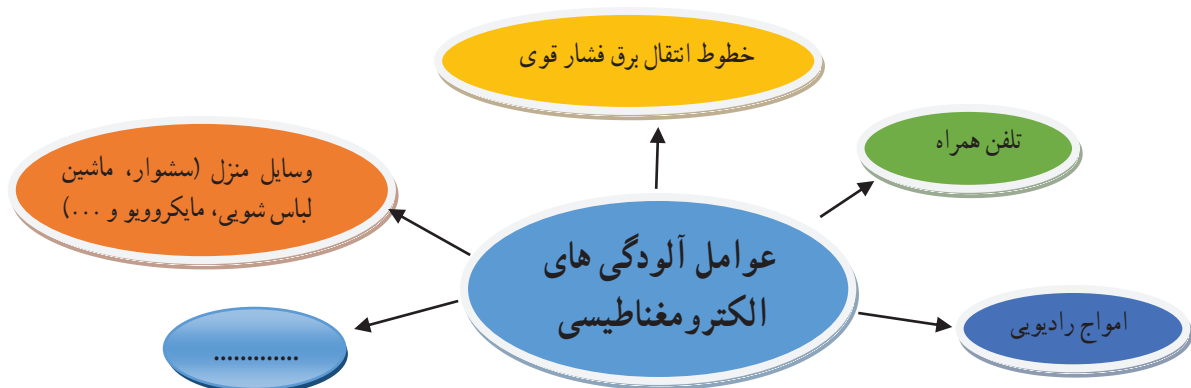 خطوط انتقال برق فشار قوی
تلفن همراه
وسایل منزل (سشوار، ماشین
لباس شویی، مایکروویو و ...)
عوامل آلودگی های
الکترومغناطیسی
امواج رادیویی
.............